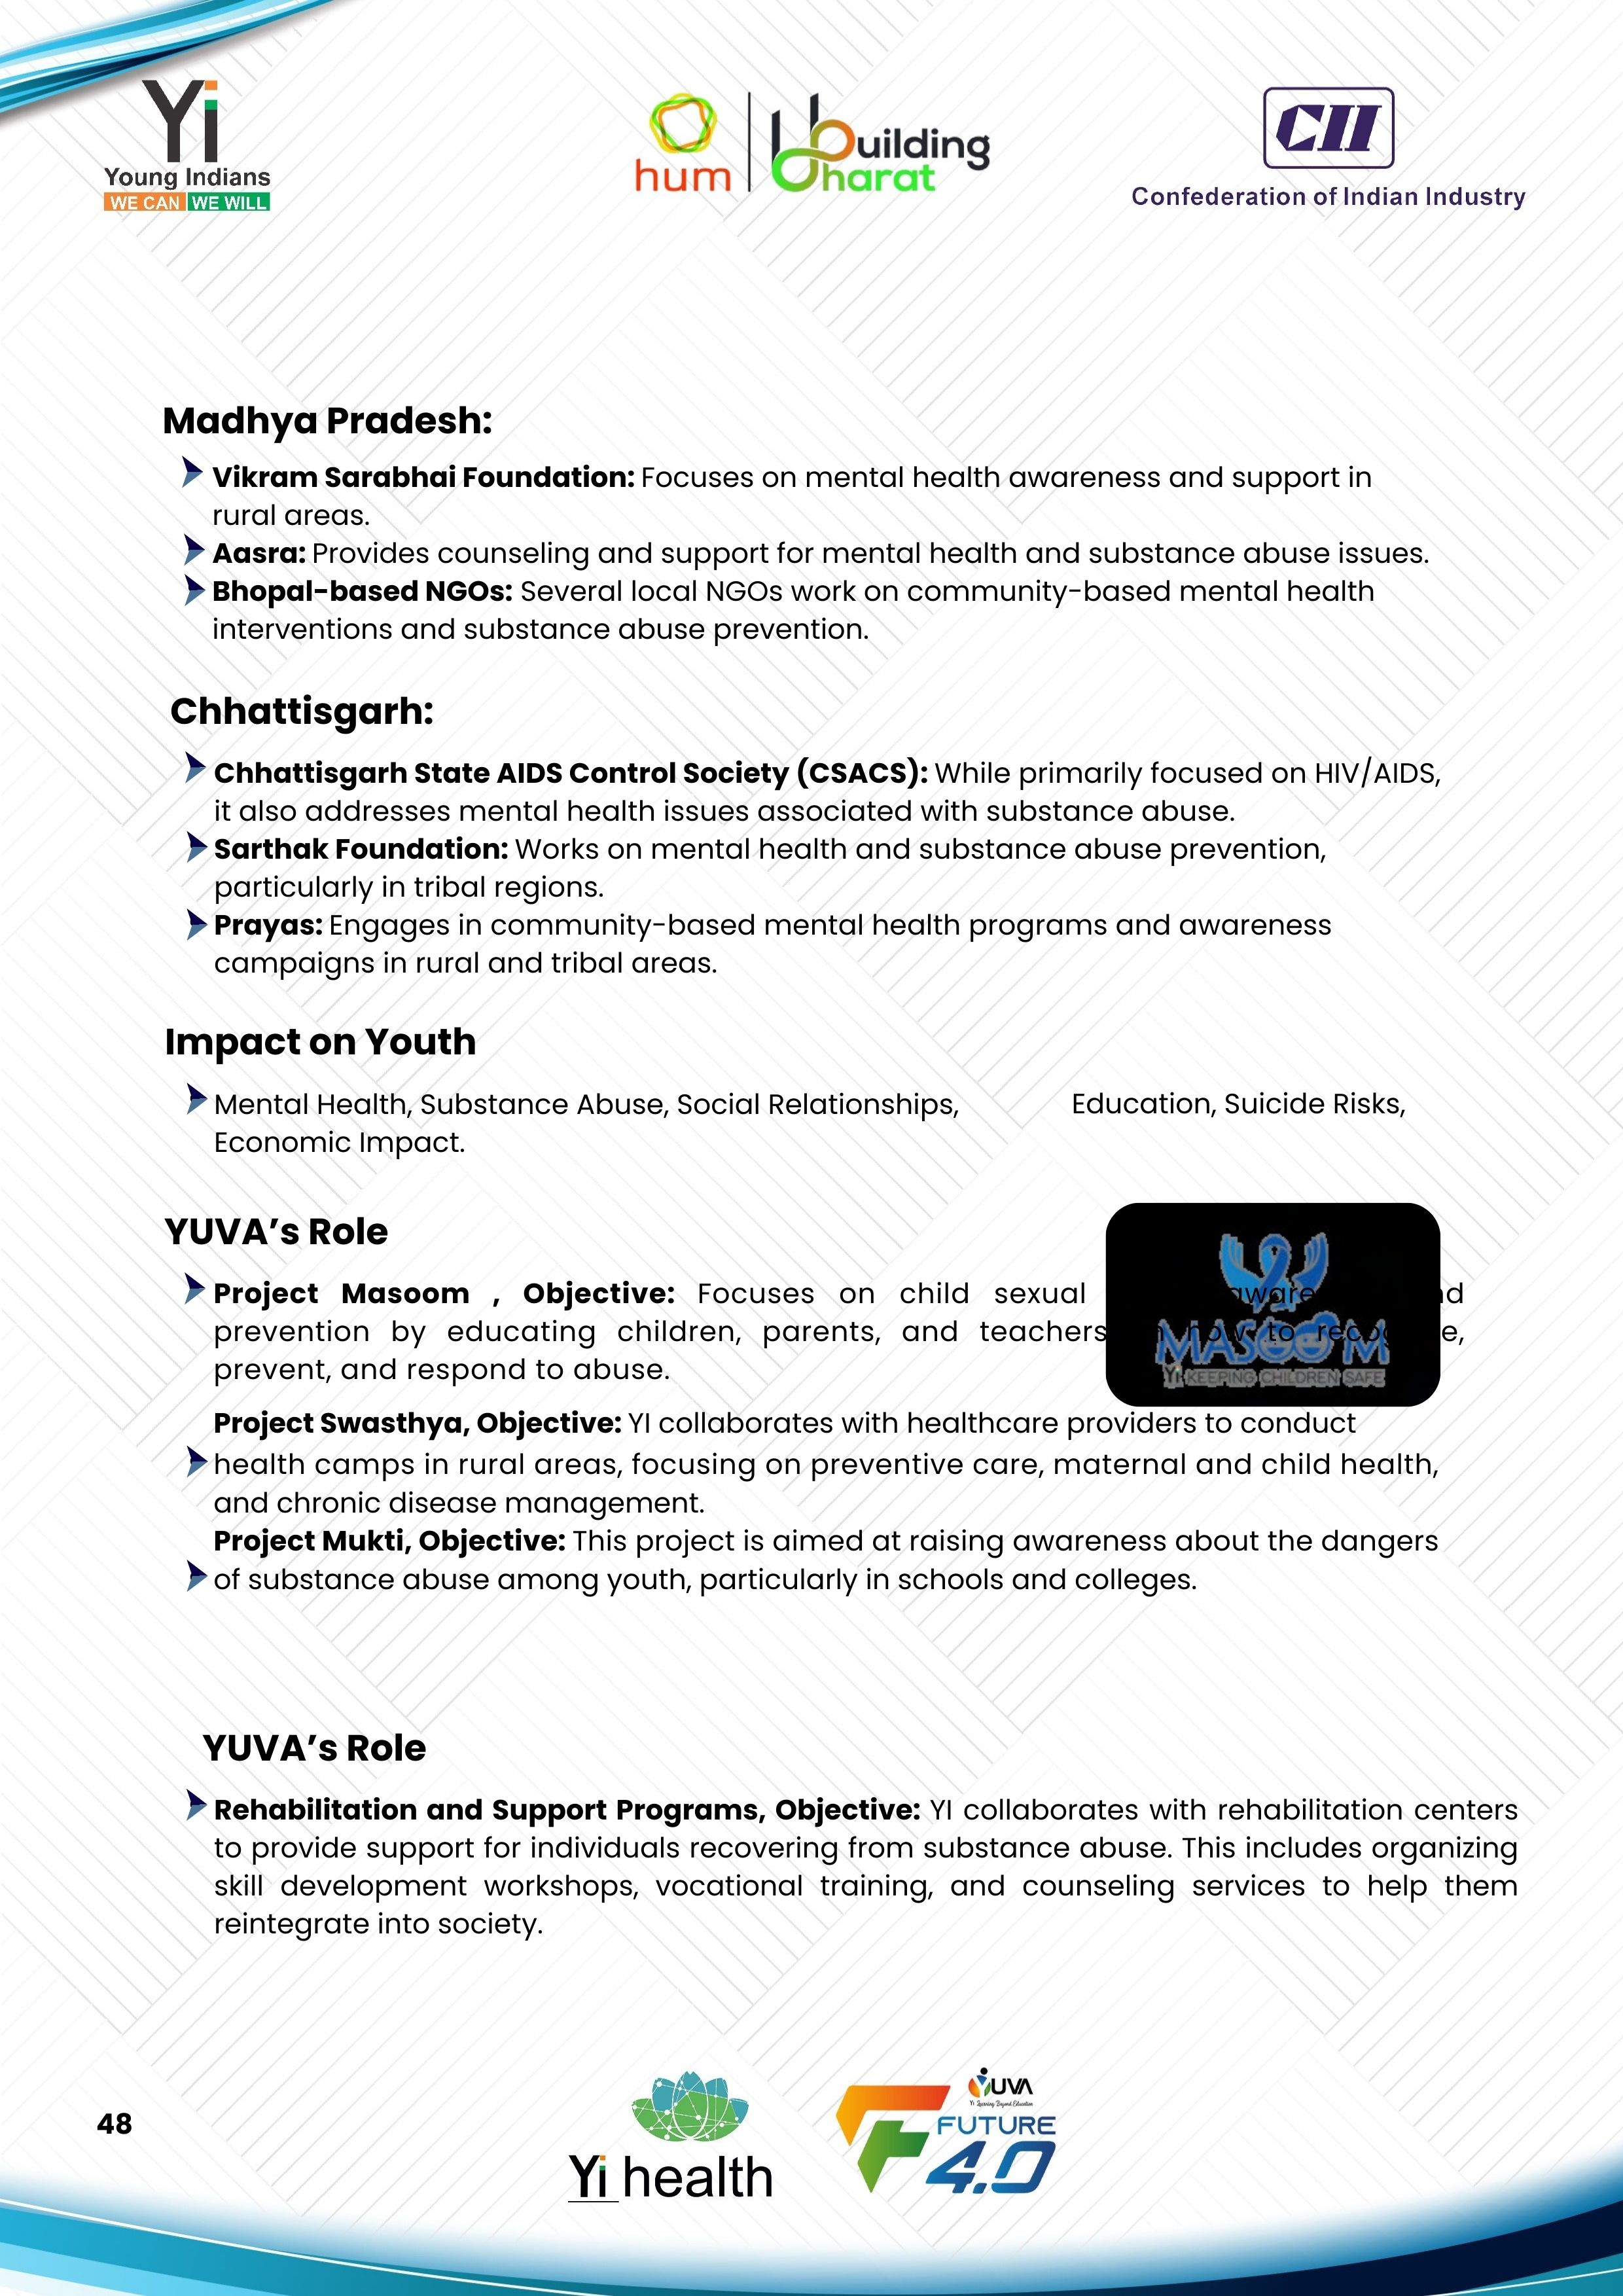 Yi
Young Indians
WE CAN WE WILL
hum
Building
Bharat
CII
Confederation of Indian Industry
Madhya Pradesh:
Vikram Sarabhai Foundation: Focuses on mental health awareness and support in
rural areas.
Aasra: Provides counseling and support for mental health and substance abuse issues.
Bhopal-based NGOs: Several local NGOs work on community-based mental health
interventions and substance abuse prevention.
Chhattisgarh:
Chhattisgarh State AIDS Control Society (CSACS): While primarily focused on HIV/AIDS,
it also addresses mental health issues associated with substance abuse.
Sarthak Foundation: Works on mental health and substance abuse prevention,
particularly in tribal regions.
Prayas: Engages in community-based mental health programs and awareness
campaigns in rural and tribal areas.
Impact on Youth
Mental Health, Substance Abuse, Social Relationships, Education, Suicide Risks,
Economic Impact.
YUVA’s Role
Project Masoom , Objective: Focuses on child sexual
prevention by educating children, parents, and teachers to
prevent, and respond to abuse.
MASOOM
Yi KEEPING CHILDREN SAFE
Project Swasthya, Objective: YI collaborates with healthcare providers to conduct
health camps in rural areas, focusing on preventive care, maternal and child health,
and chronic disease management.
Project Mukti, Objective: This project is aimed at raising awareness about the dangers
of substance abuse among youth, particularly in schools and colleges.
YUVA’s Role
Rehabilitation and Support Programs, Objective: YI collaborates with rehabilitation centers
to provide support for individuals recovering from substance abuse. This includes organizing
skill development workshops, vocational training, and counseling services to help them
reintegrate into society.
48
Yi health
YUVA
Yi Learning Beyond Education
FUTURE
4.0